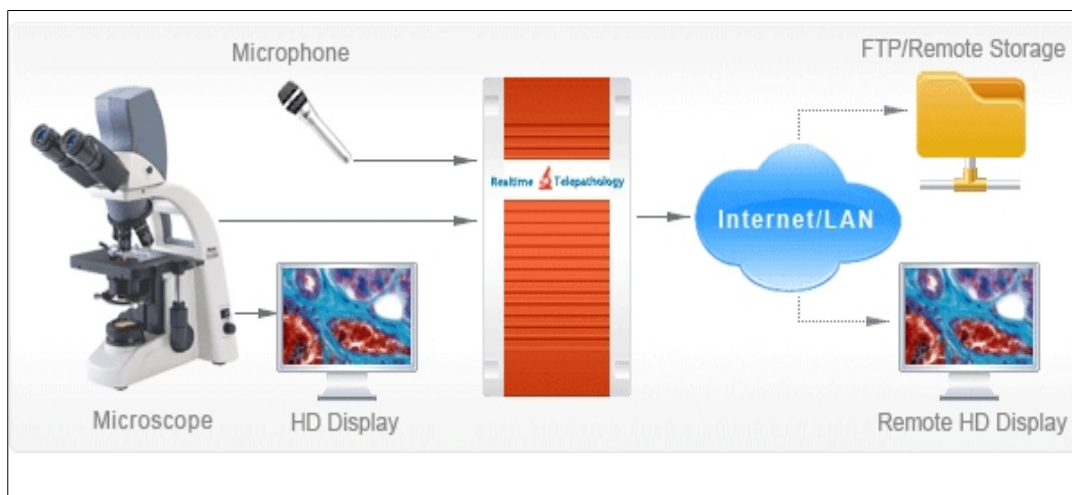 Microphone
FTP/Remote Storage
Realtime Telepathology
Internet/LAN
Microscope
HD Display
Remote HD Display